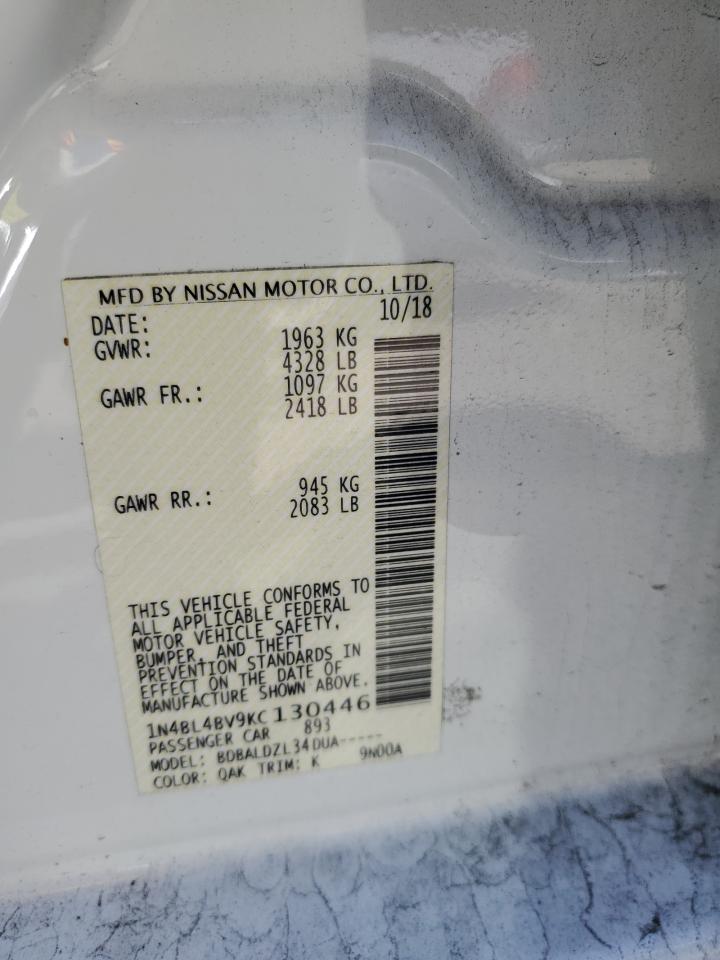 MFD BY NISSAN MOTOR CO., LTD.
DATE: 10/18
GVWR: 1963 KG
4328 LB
GAWR FR.: 1097 KG
2418 LB
GAWR RR.: 945 KG
2083 LB
THIS VEHICLE CONFORMS TO
ALL APPLICABLE FEDERAL
MOTOR VEHICLE SAFETY,
BUMPER, AND THEFT
PREVENTION STANDARDS IN
EFFECT ON THE DATE OF
MANUFACTURE SHOWN ABOVE.
1N4BL4BV9KC130446
PASSENGER CAR 893
MODEL: BDBALDZL34DUA-----
COLOR: QAK TRIM: K 9N00A